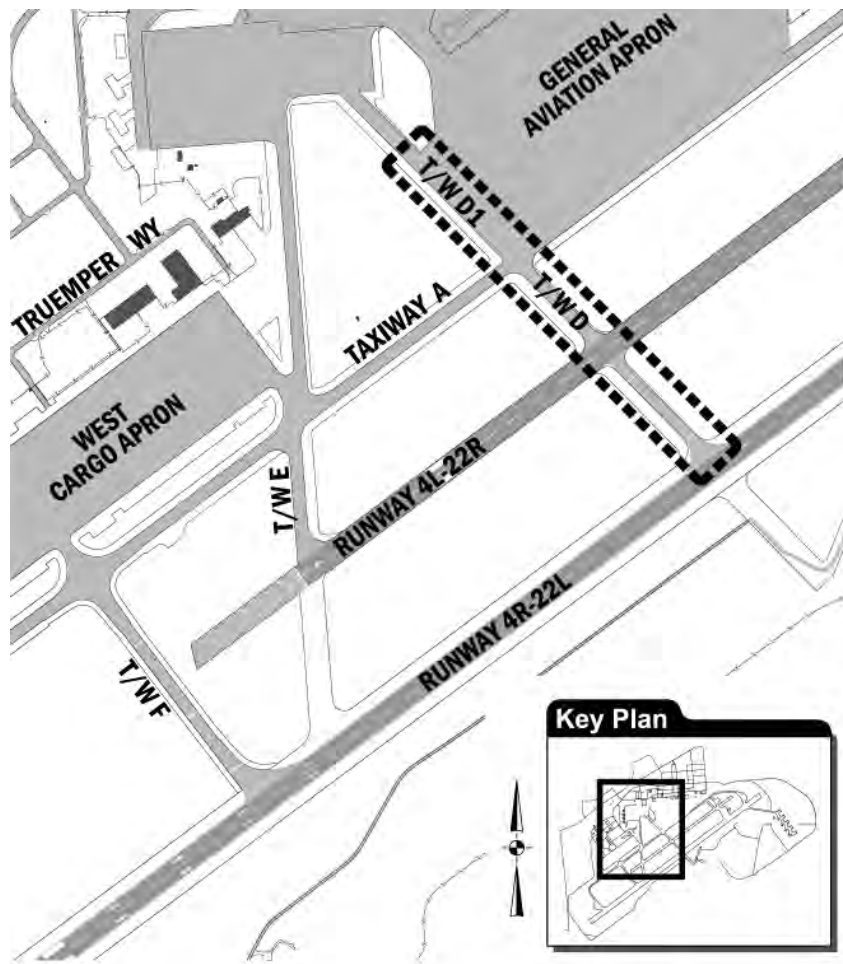 GENERAL
AVIATION APRON
T/W D1
TRUEMPER WY
T/W D
TAXIWAY A
WEST
CARGO APRON
T/W E
RUNWAY 4L-22R
RUNWAY 4R-22L
T/W F
Key Plan